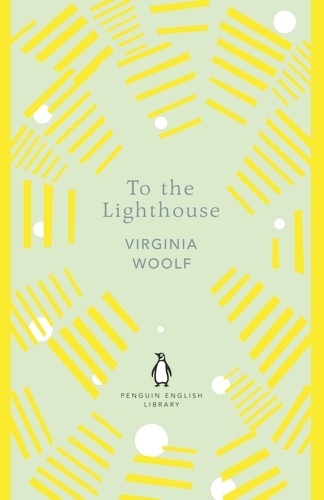 To the
Lighthouse
VIRGINIA
WOOLF
PENGUIN ENGLISH
LIBRARY